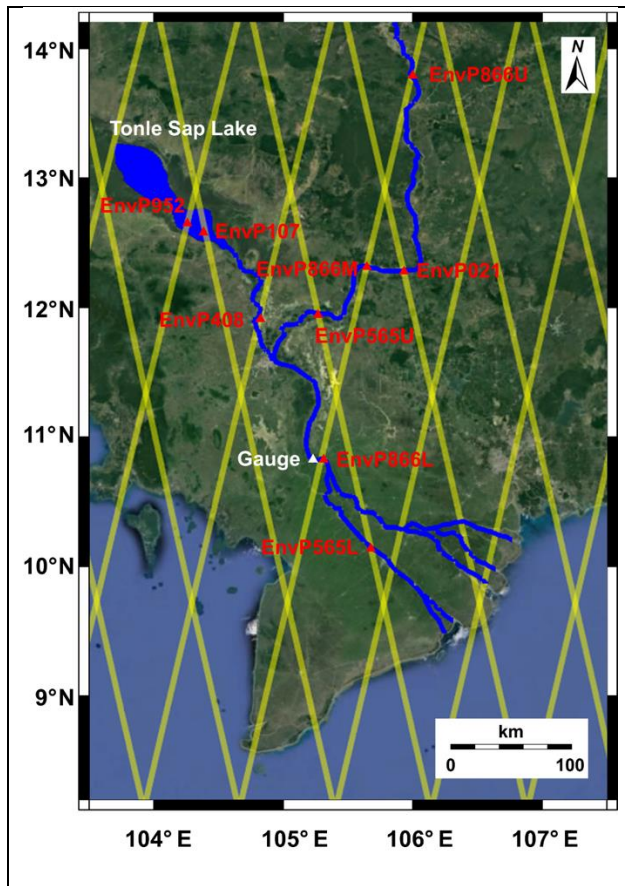 14°N
N
EnvP866U
Tonle Sap Lake
13°N
EnvP952
EnvP107
EnvP866M
EnvP021
12°N
EnvP408
EnvP565U
11°N
Gauge
EnvP866L
EnvP565L
10°N
9°N
km
0
100
104° E
105° E
106° E
107° E